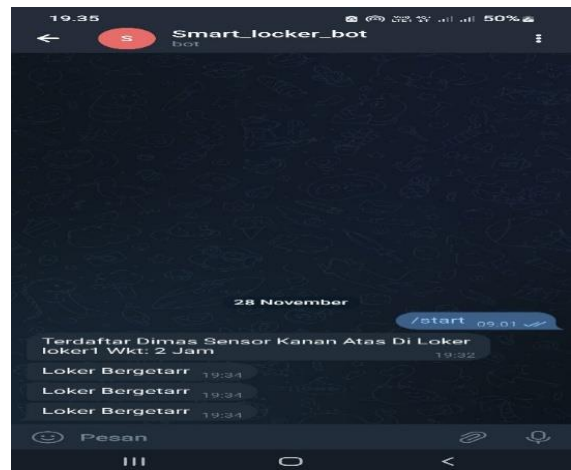 19.35
50%
S
Smart_locker_bot
bot
28 November
/start 09.01
Terdaftar Dimas Sensor Kanan Atas Di Loker
loker1 Wkt: 2 Jam 19:32
Loker Bergetarr 19:34
Loker Bergetarr 19:34
Loker Bergetarr 19:34
Pesan